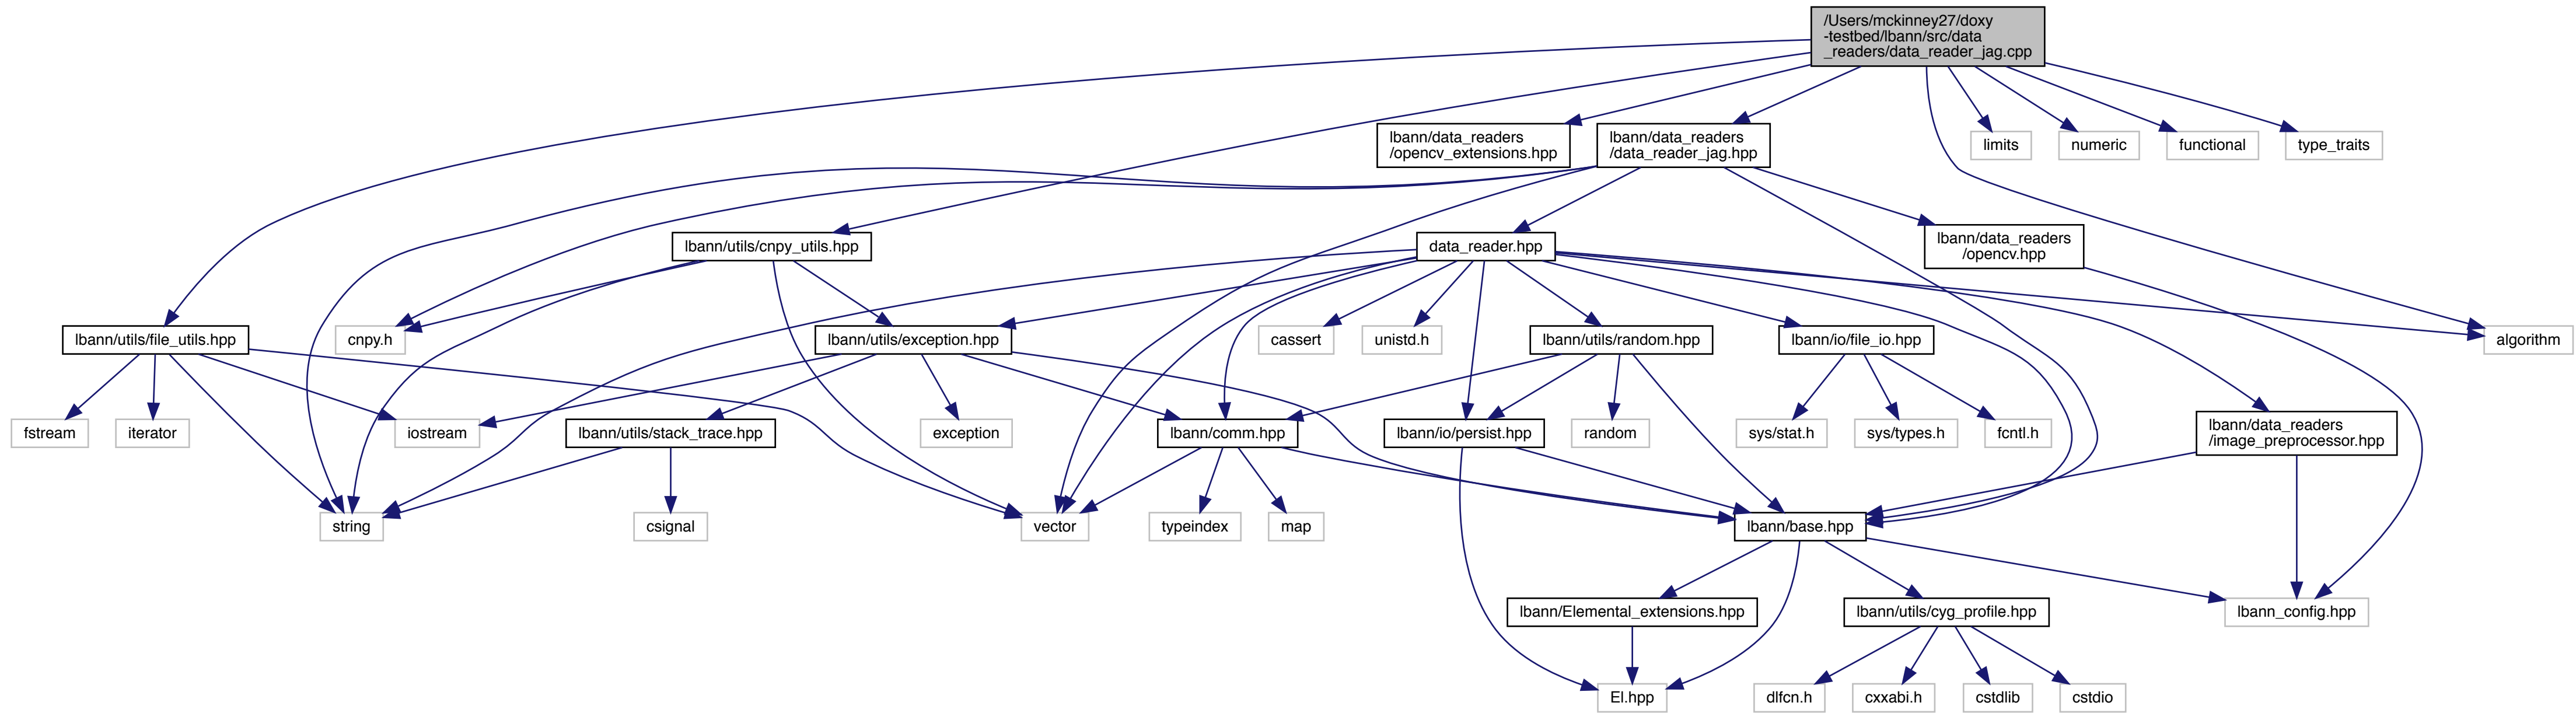 /Users/mckinney27/doxy
-testbed/lbann/src/data
_readers/data_reader_jag.cpp
lbann/data_readers
/opencv_extensions.hpp
lbann/data_readers
/data_reader_jag.hpp
limits
numeric
functional
type_traits
lbann/utils/cnpy_utils.hpp
data_reader.hpp
lbann/data_readers
/opencv.hpp
lbann/utils/file_utils.hpp
cnpy.h
lbann/utils/exception.hpp
cassert
unistd.h
lbann/utils/random.hpp
lbann/io/file_io.hpp
algorithm
fstream
iterator
iostream
lbann/utils/stack_trace.hpp
exception
lbann/comm.hpp
lbann/io/persist.hpp
random
sys/stat.h
sys/types.h
fcntl.h
lbann/data_readers
/image_preprocessor.hpp
string
csignal
vector
typeindex
map
lbann/base.hpp
lbann/Elemental_extensions.hpp
lbann/utils/cyg_profile.hpp
lbann_config.hpp
El.hpp
dlfcn.h
cxxabi.h
cstdlib
cstdio